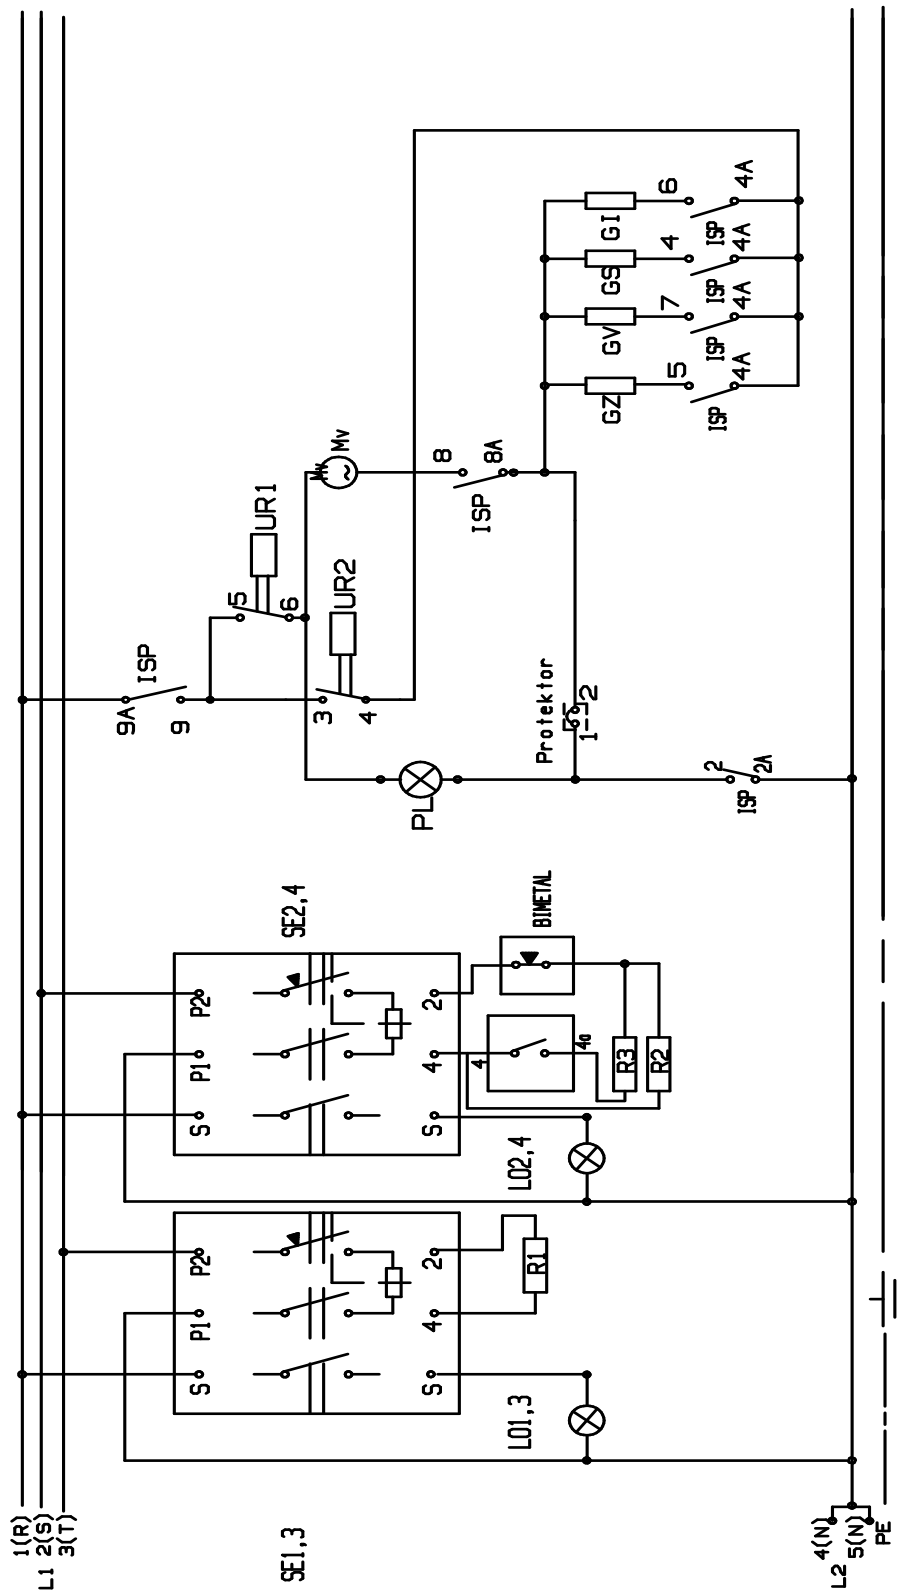 L1
1(R)
2(S)
3(T)
L2
4(N)
5(N)
PE
SE1,3
S
P1
P2
S
4
2
LO1,3
R1
SE2,4
S
P1
P2
S
4
2
LO2,4
4
4a
BIMETAL
R3
R2
9A
ISP
9
5
UR1
6
3
UR2
4
PL
M
Mv
8
ISP
8A
Protektor
1
2
2
ISP
2A
GZ
5
ISP
4A
GV
7
ISP
4A
GS
4
ISP
4A
GI
6
ISP
4A